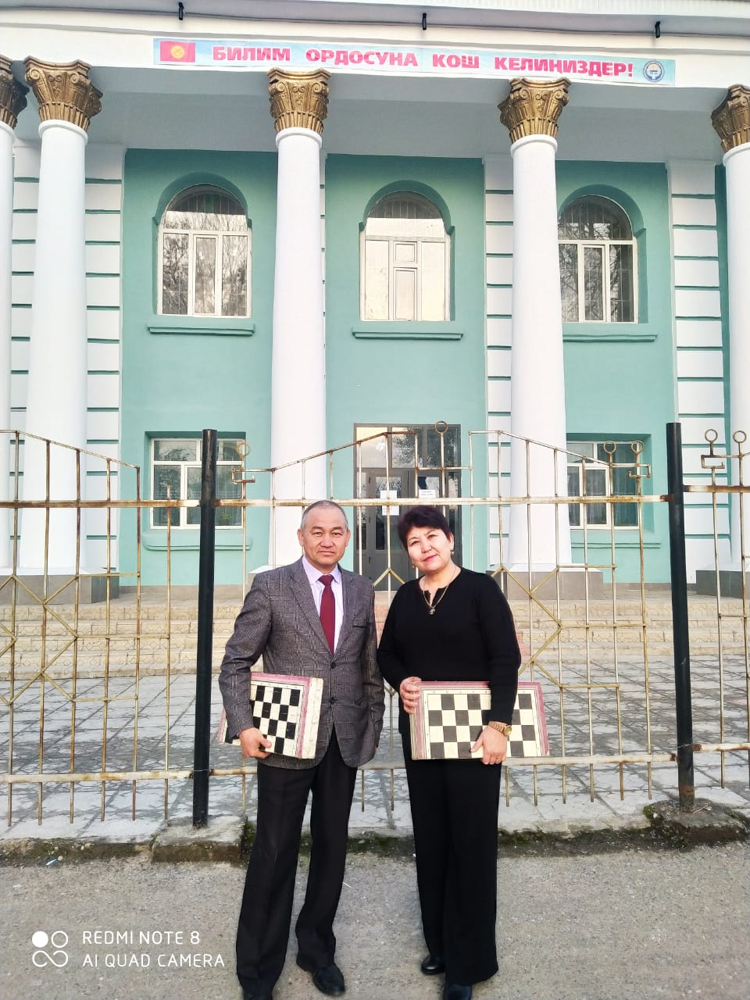 БИЛИМ ОРДОСУНА КОШ КЕЛИҢИЗДЕР!
REDMI NOTE 8
AI QUAD CAMERA